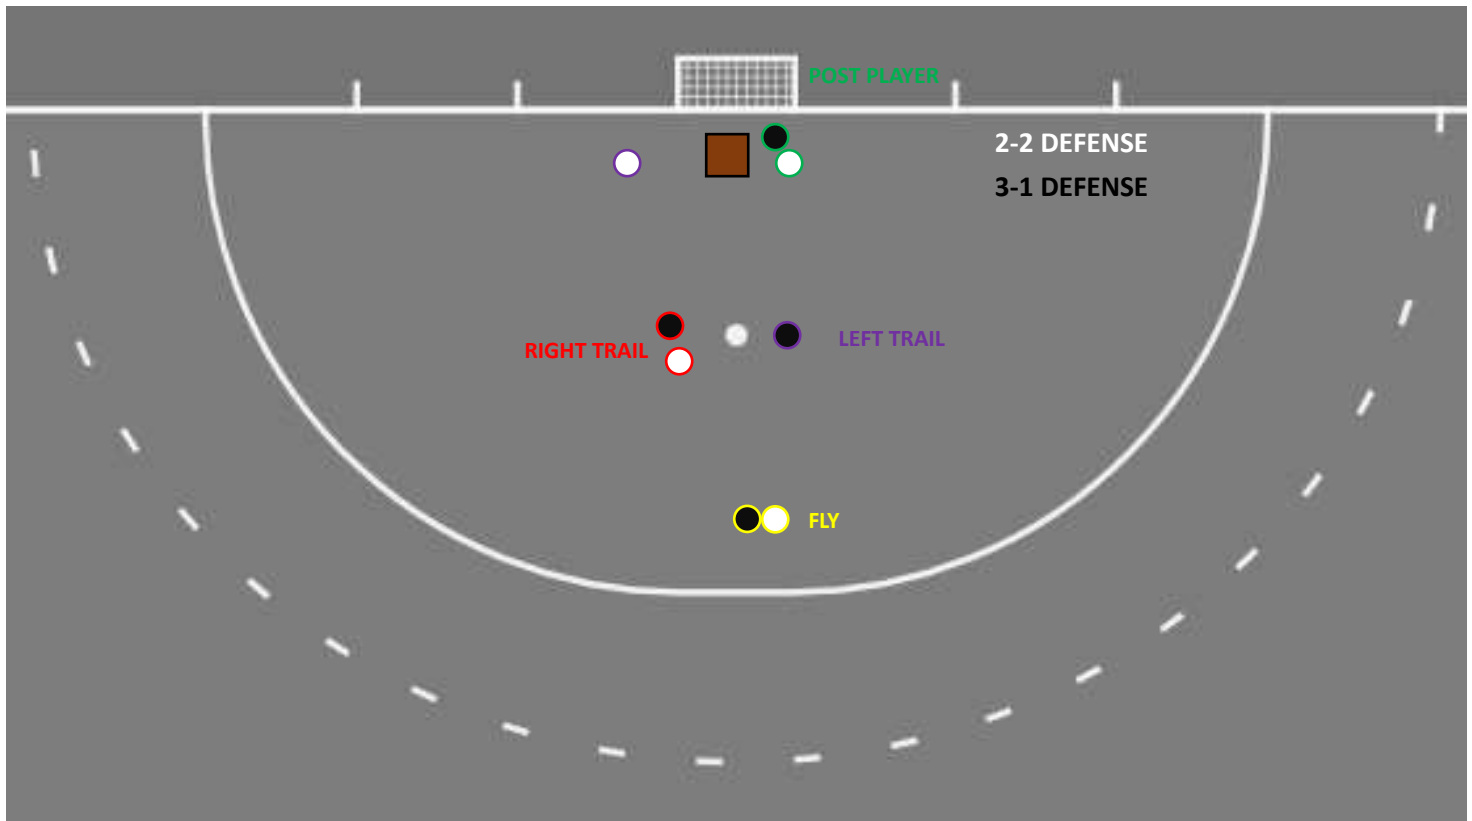 POST PLAYER
2-2 DEFENSE
3-1 DEFENSE
RIGHT TRAIL
LEFT TRAIL
FLY